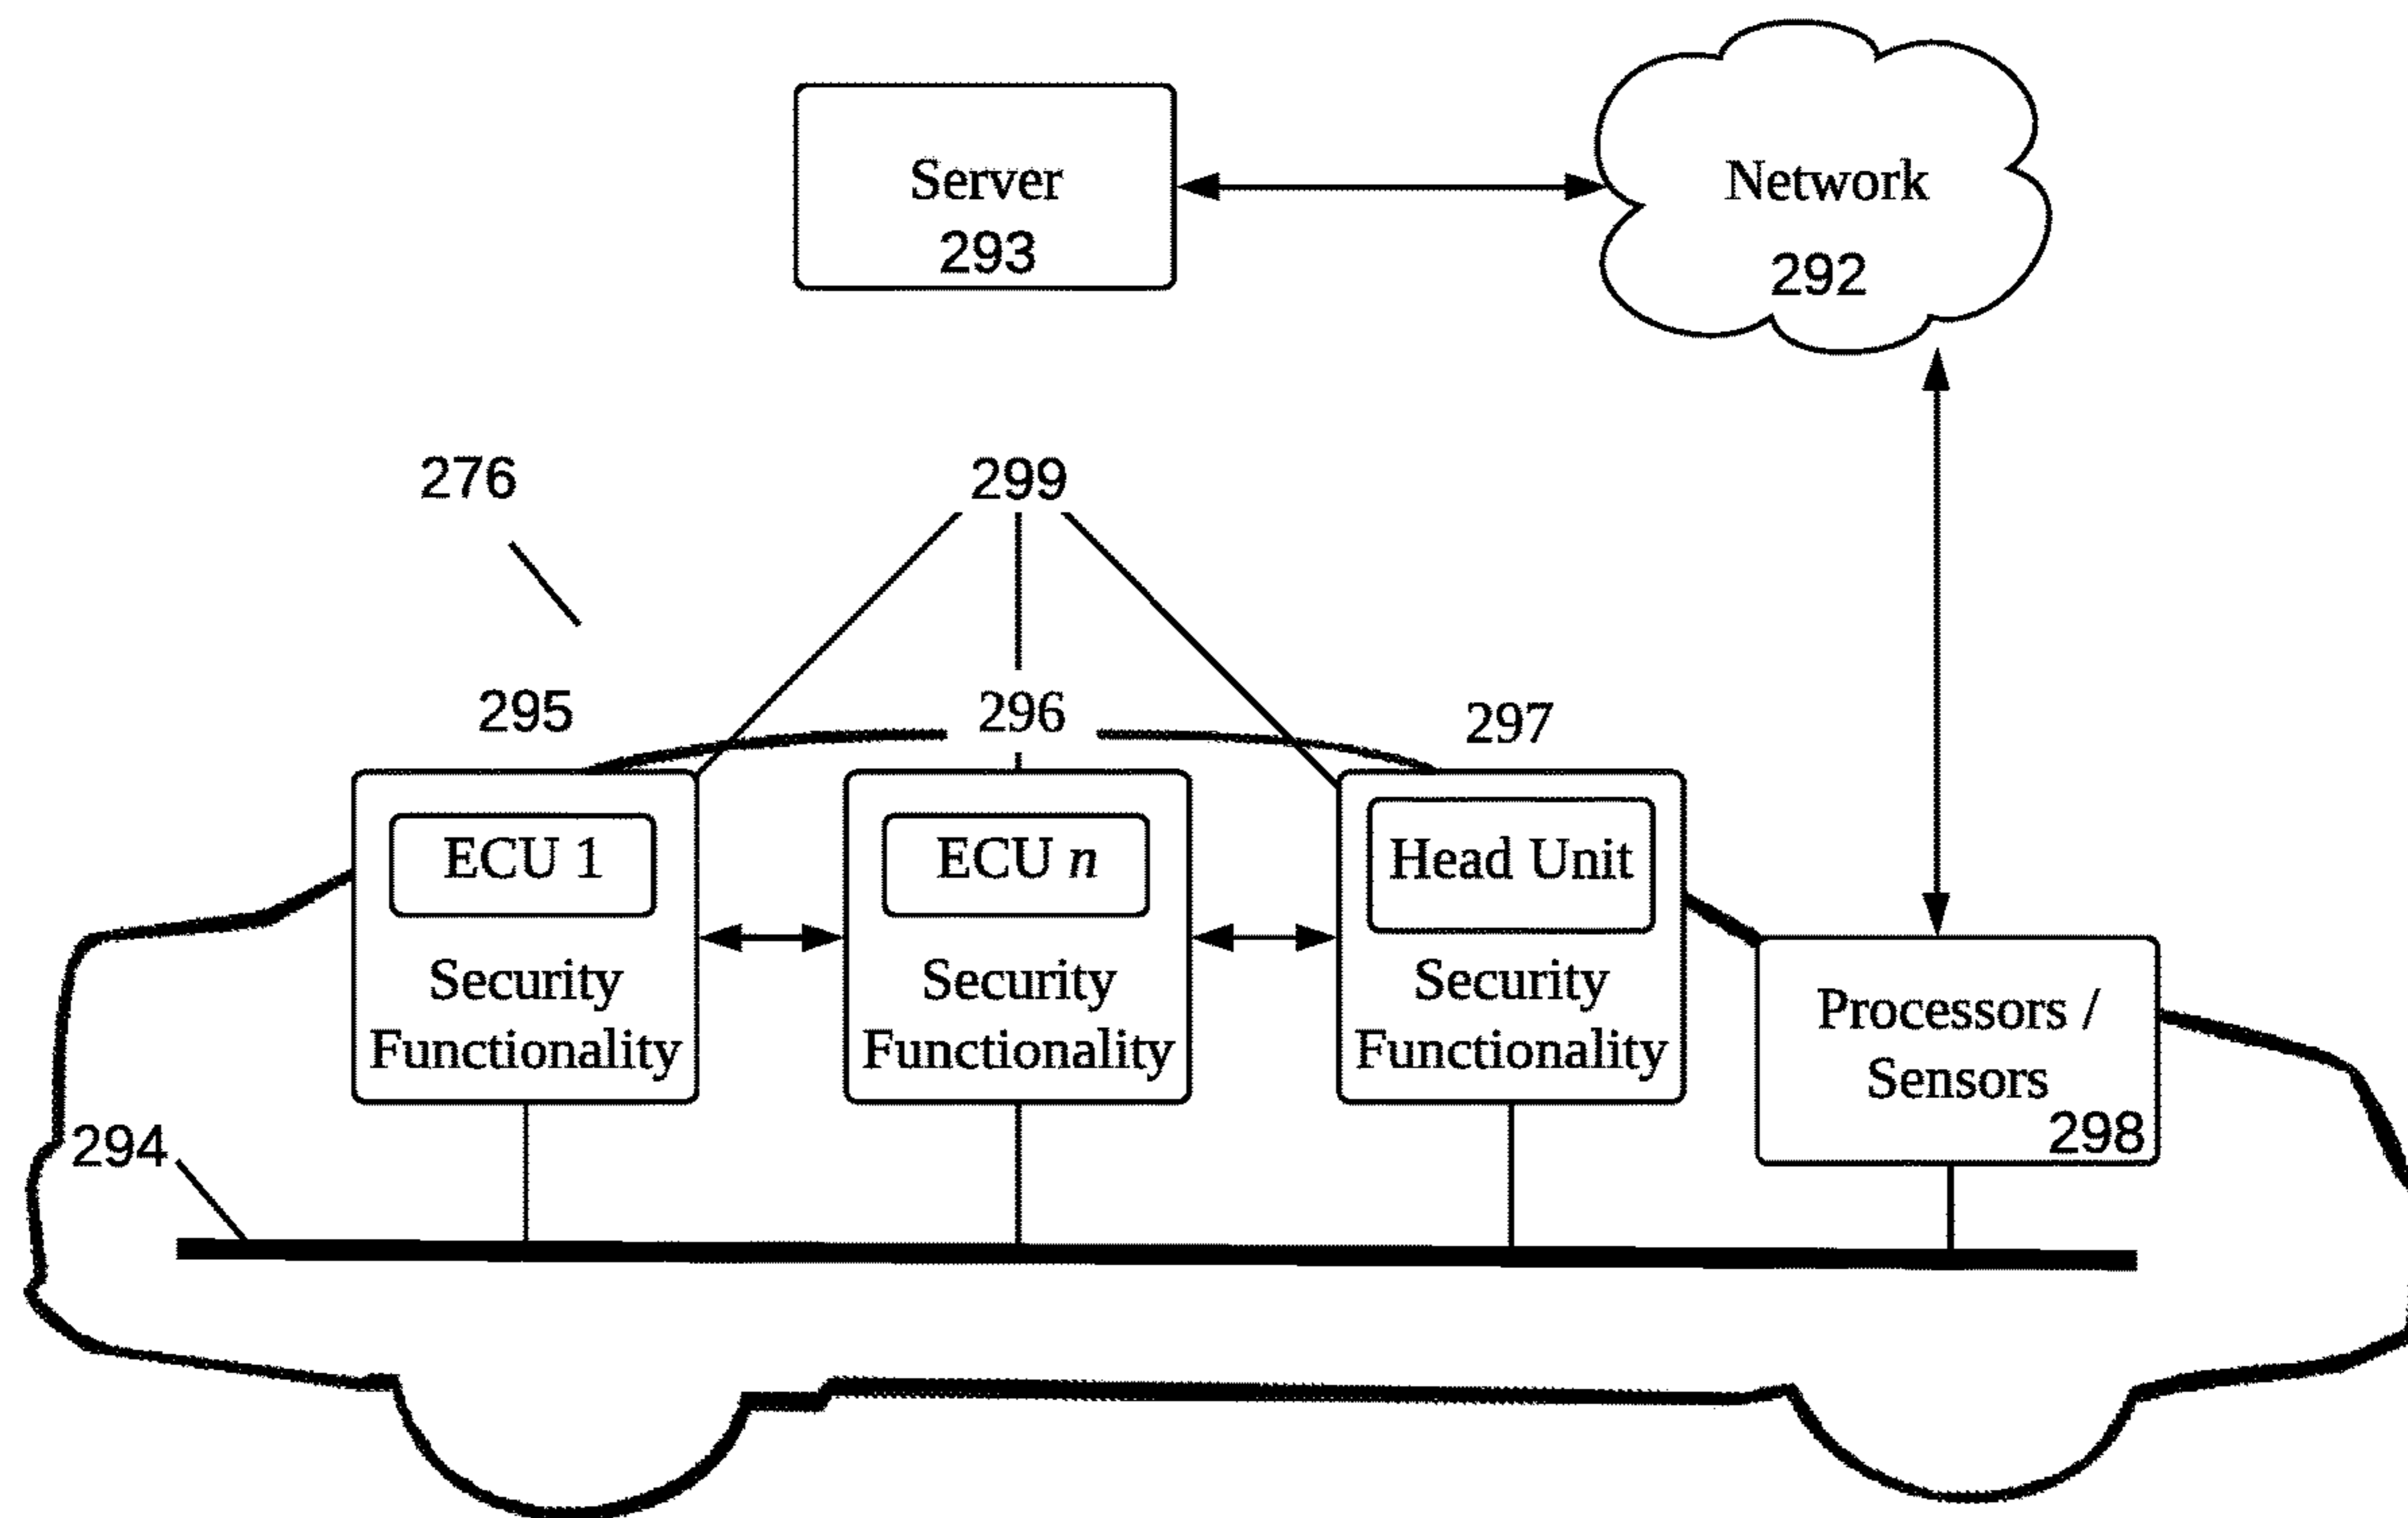 Server
293
Network
292
276
299
295
296
297
ECU 1
Security
Functionality
ECU n
Security
Functionality
Head Unit
Security
Functionality
Processors /
Sensors
298
294